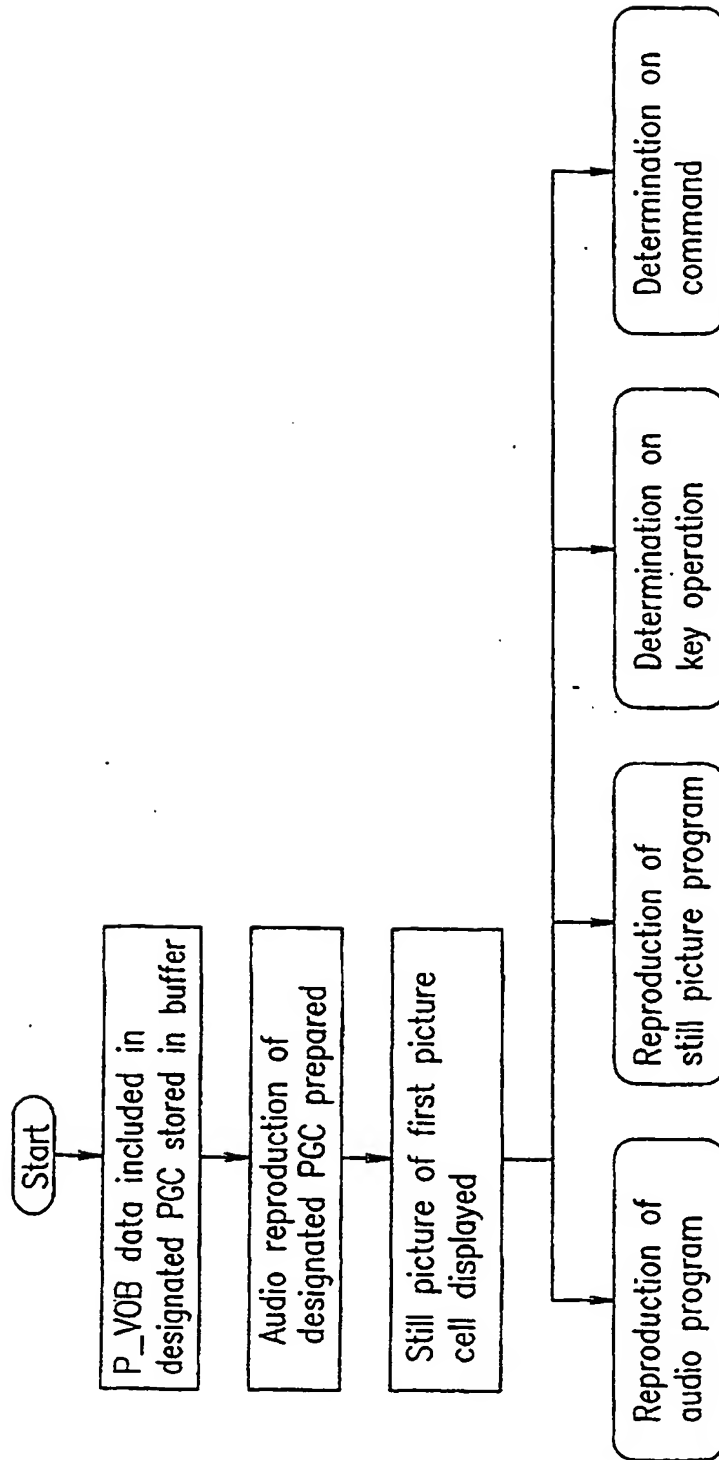 Start
P_VOB data included in
designated PGC stored in buffer
Audio reproduction of
designated PGC prepared
Still picture of first picture
cell displayed
Reproduction of
audio program
Reproduction of
still picture program
Determination on
key operation
Determination on
command